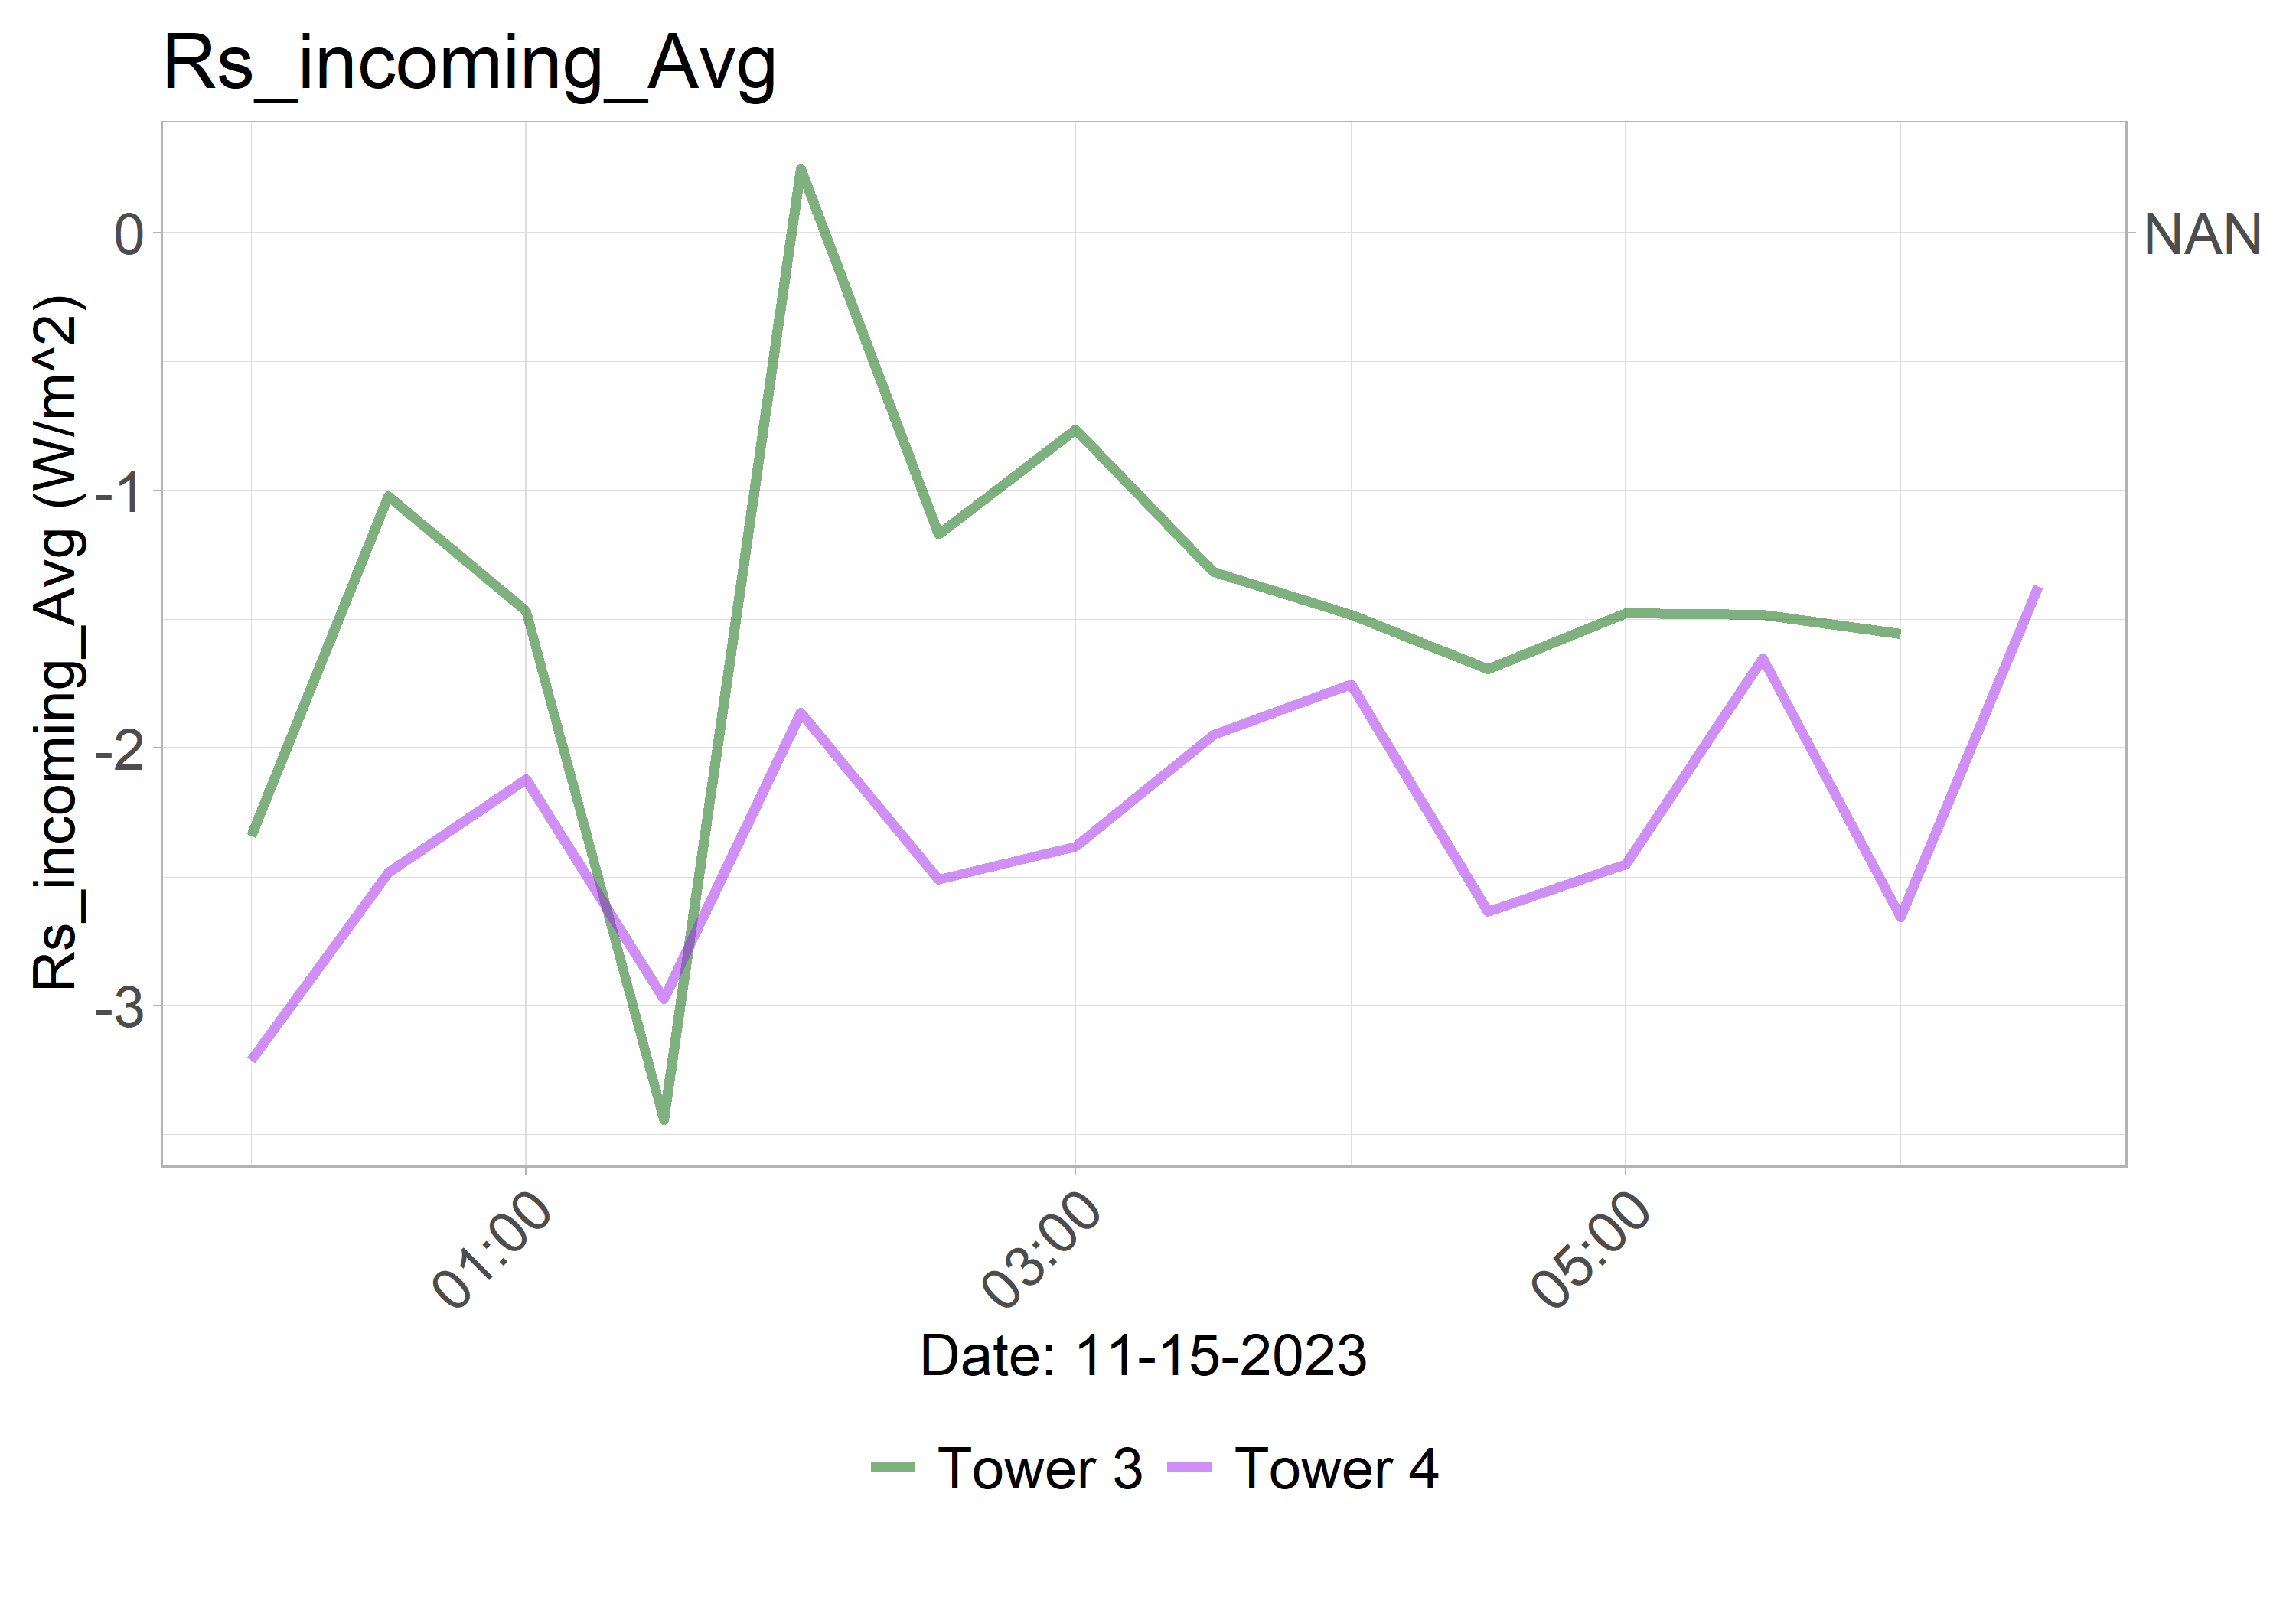 Rs_incoming_Avg
Rs_incoming_Avg (W/m^2)
0
-1
-2
-3
NAN
01:00
03:00
05:00
Date: 11-15-2023
Tower 3
Tower 4